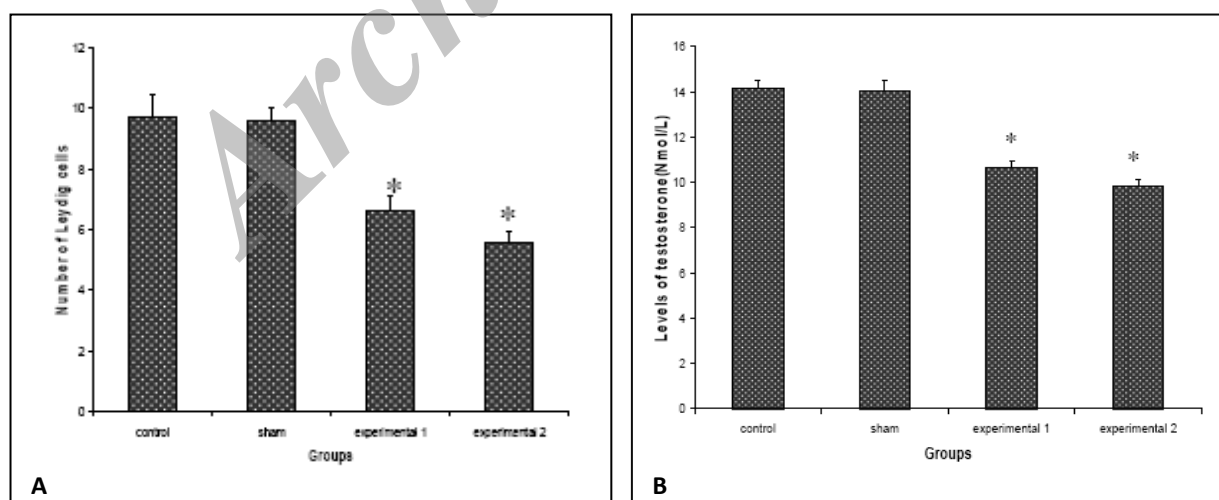 Arch
12
10
8
6
4
2
0
Number of Leydig cells
*
*
control sham experimental 1 experimental 2
Groups
A
16
14
12
10
8
6
4
2
0
Levels of testosterone(Nmol/L)
*
*
control sham experimental 1 experimental 2
Groups
B